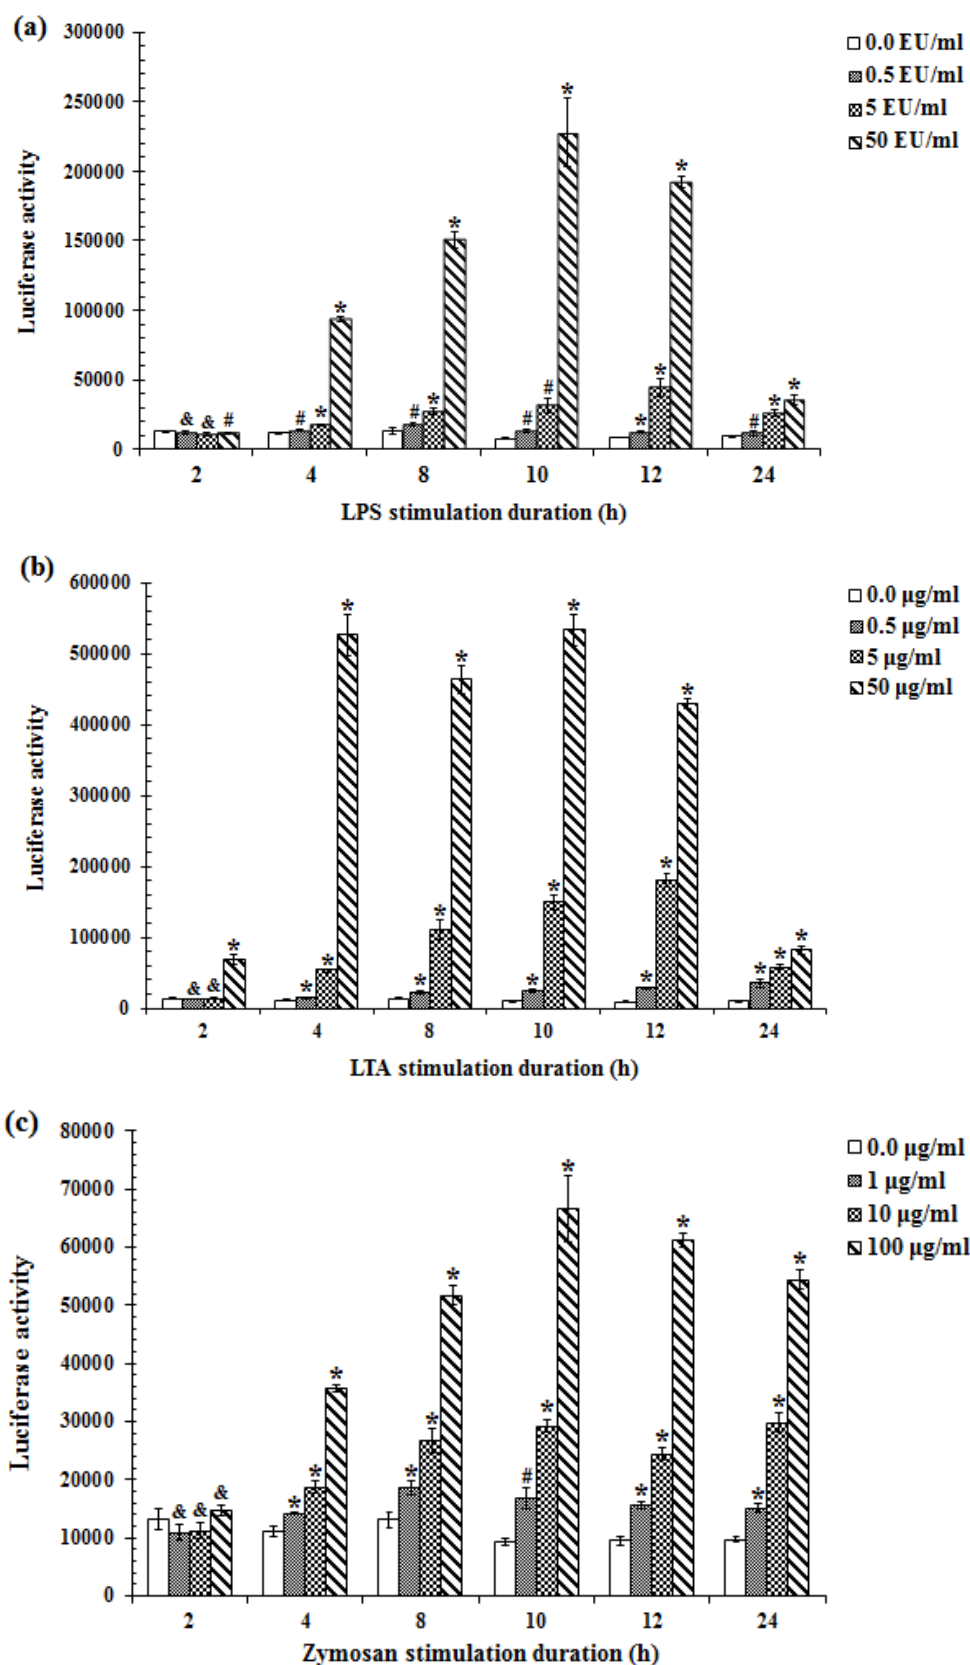 (a)
300000
250000
200000
150000
100000
50000
0
Luciferase activity
0.0 EU/ml
0.5 EU/ml
5 EU/ml
50 EU/ml
& & #
# * *
# * *
# # *
* * *
# * *
2 4 8 10 12 24
LPS stimulation duration (h)
(b)
600000
500000
400000
300000
200000
100000
0
Luciferase activity
0.0 µg/ml
0.5 µg/ml
5 µg/ml
50 µg/ml
& & *
* * *
* * *
* * *
* * *
* * *
2 4 8 10 12 24
LTA stimulation duration (h)
(c)
80000
70000
60000
50000
40000
30000
20000
10000
0
Luciferase activity
0.0 µg/ml
1 µg/ml
10 µg/ml
100 µg/ml
& & &
* * *
* * *
# * *
* * *
* * *
2 4 8 10 12 24
Zymosan stimulation duration (h)